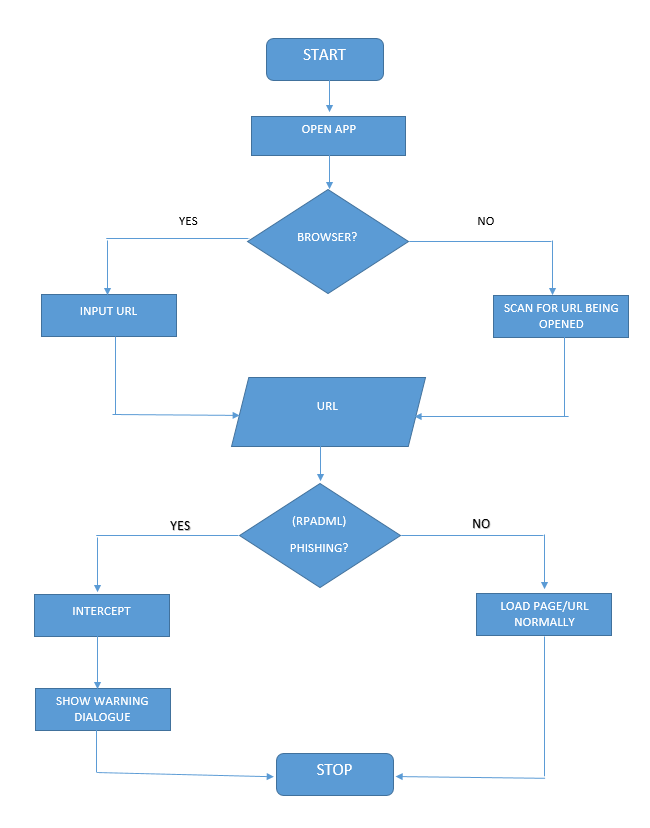 START
OPEN APP
YES
NO
BROWSER?
INPUT URL
SCAN FOR URL BEING
OPENED
URL
YES
(RPADML)
PHISHING?
NO
INTERCEPT
LOAD PAGE/URL
NORMALLY
SHOW WARNING
DIALOGUE
STOP